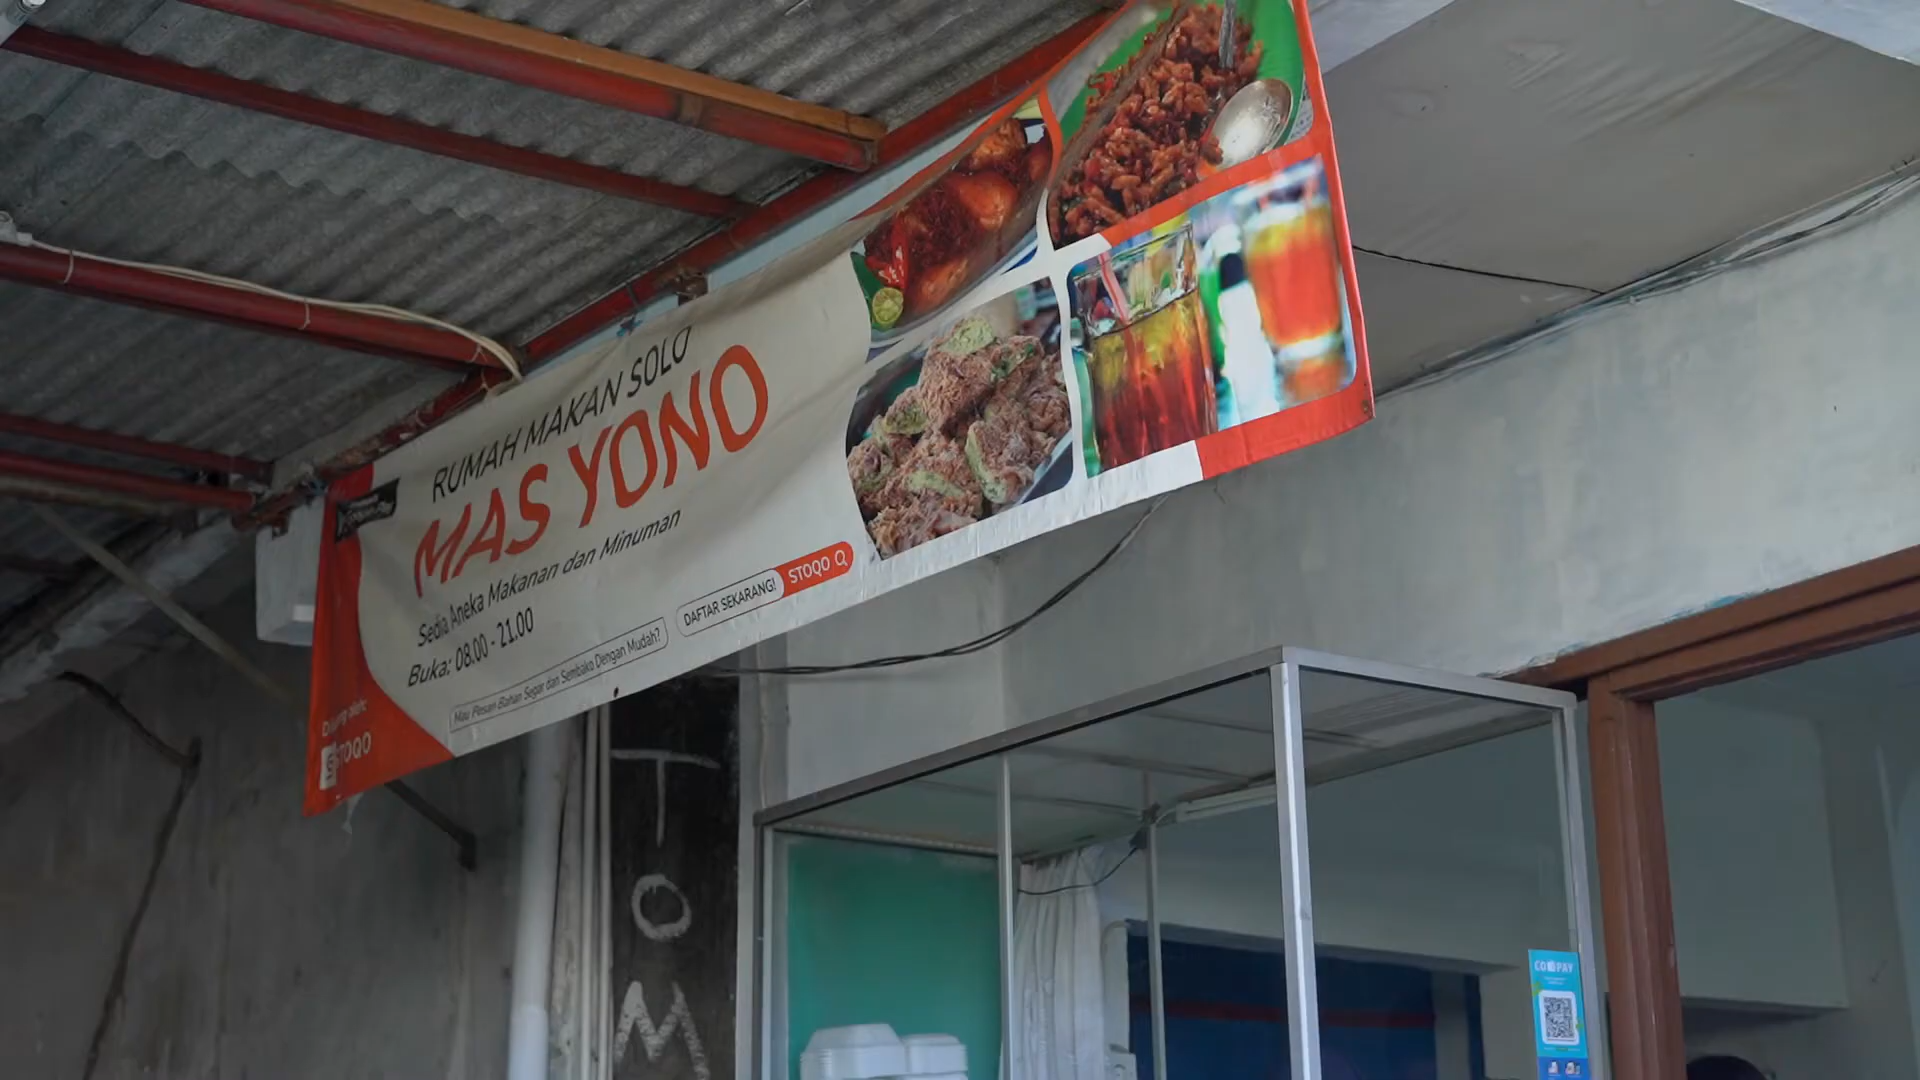 RUMAH MAKAN SOLO
MAS YONO
Sedia Aneka Makanan dan Minuman
Buka: 08.00 - 21.00
Mau Pesan Bahan Segar dan Sembako Dengan Mudah?
DAFTAR SEKARANG!
STOQO
STOQO
T
O
M
PAY